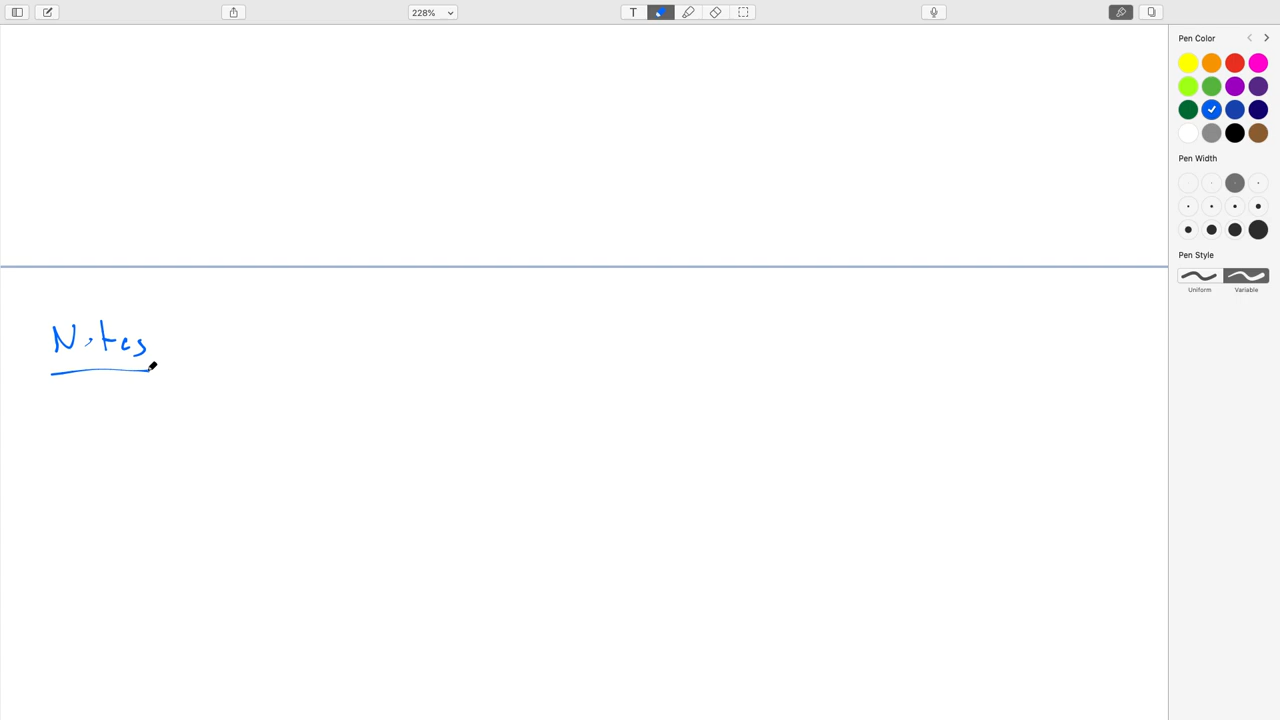 228%
T
Pen Color
Pen Width
Pen Style
Uniform Variable
Notes